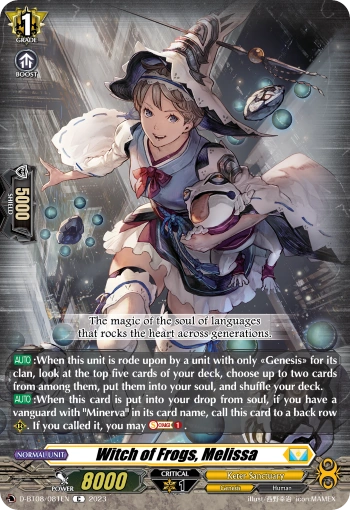 1
GRADE
BOOST
5000
SHIELD
The magic of the soul of languages
that rocks the heart across generations.
AUTO :When this unit is rode upon by a unit with only «Genesis» for its
clan, look at the top five cards of your deck, choose up to two cards
from among them, put them into your soul, and shuffle your deck.
AUTO :When this card is put into your drop from soul, if you have a
vanguard with "Minerva" in its card name, call this card to a back row
. If you called it, you may 1 .
NORMAL UNIT
Witch of Frogs, Melissa
POWER 8000
CRITICAL 1
Keter Sanctuary
Genesis Human
D-BT08/081EN C 2023